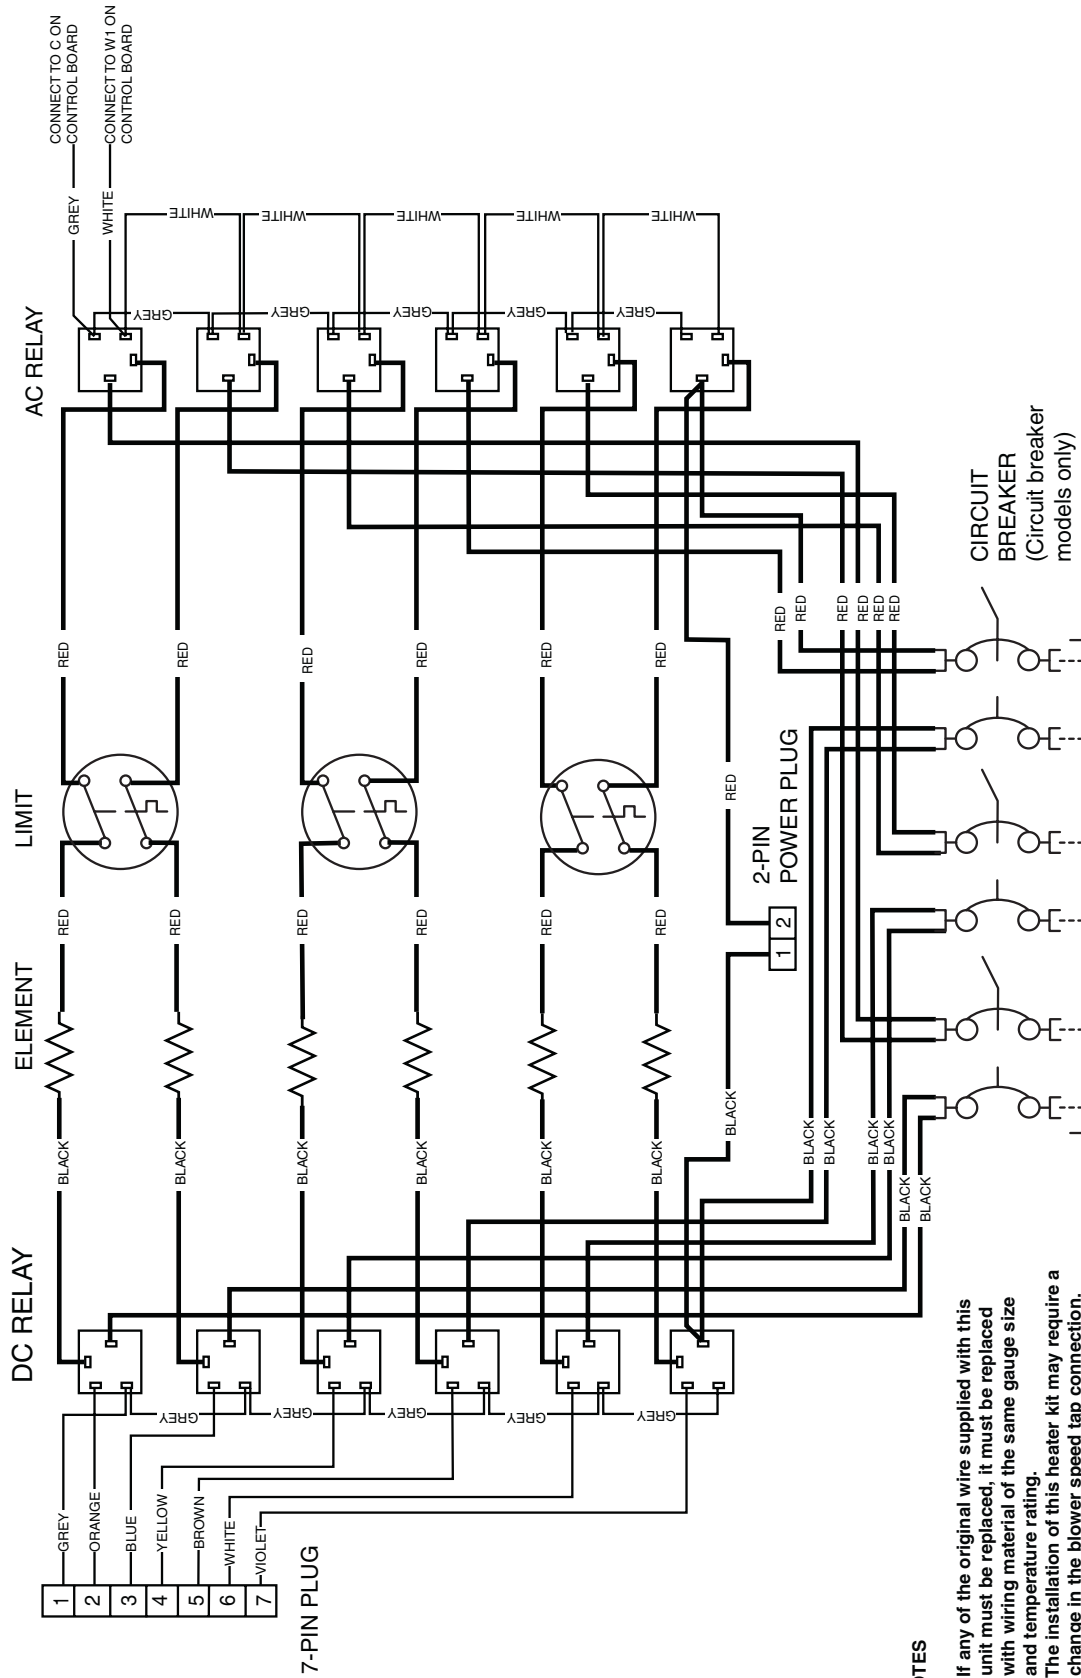 CONNECT TO C ON
CONTROL BOARD
CONNECT TO W1 ON
CONTROL BOARD
GREY
WHITE
AC RELAY
WHITE
WHITE
WHITE
WHITE
WHITE
GREY
GREY
GREY
GREY
GREY
RED
RED
RED
RED
RED
RED
LIMIT
RED
RED
RED
RED
RED
RED
ELEMENT
BLACK
BLACK
BLACK
BLACK
BLACK
BLACK
DC RELAY
GREY
GREY
GREY
GREY
GREY
GREY
ORANGE
BLUE
YELLOW
BROWN
WHITE
VIOLET
1
2
3
4
5
6
7
7-PIN PLUG
RED
2-PIN
POWER PLUG
1 2
BLACK
RED
RED
RED
RED
RED
RED
BLACK
BLACK
BLACK
BLACK
BLACK
BLACK
CIRCUIT
BREAKER
(Circuit breaker
models only)
OTES
If any of the original wire supplied with this
unit must be replaced, it must be replaced
with wiring material of the same gauge size
and temperature rating.
The installation of this heater kit may require a
change in the blower speed tap connection.